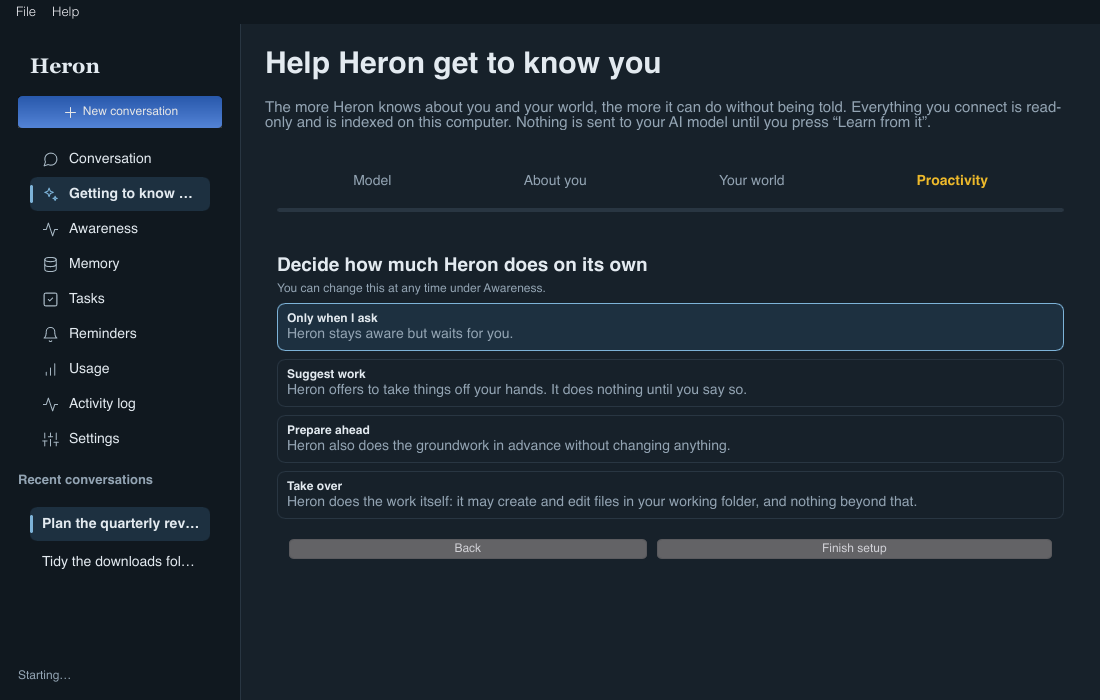 File Help
Heron
New conversation
Conversation
Getting to know ...
Awareness
Memory
Tasks
Reminders
Usage
Activity log
Settings
Recent conversations
Plan the quarterly rev...
Tidy the downloads fol...
Starting...
Help Heron get to know you
The more Heron knows about you and your world, the more it can do without being told. Everything you connect is read-
only and is indexed on this computer. Nothing is sent to your AI model until you press “Learn from it”.
Model About you Your world Proactivity
Decide how much Heron does on its own
You can change this at any time under Awareness.
Only when I ask
Heron stays aware but waits for you.
Suggest work
Heron offers to take things off your hands. It does nothing until you say so.
Prepare ahead
Heron also does the groundwork in advance without changing anything.
Take over
Heron does the work itself: it may create and edit files in your working folder, and nothing beyond that.
Back Finish setup